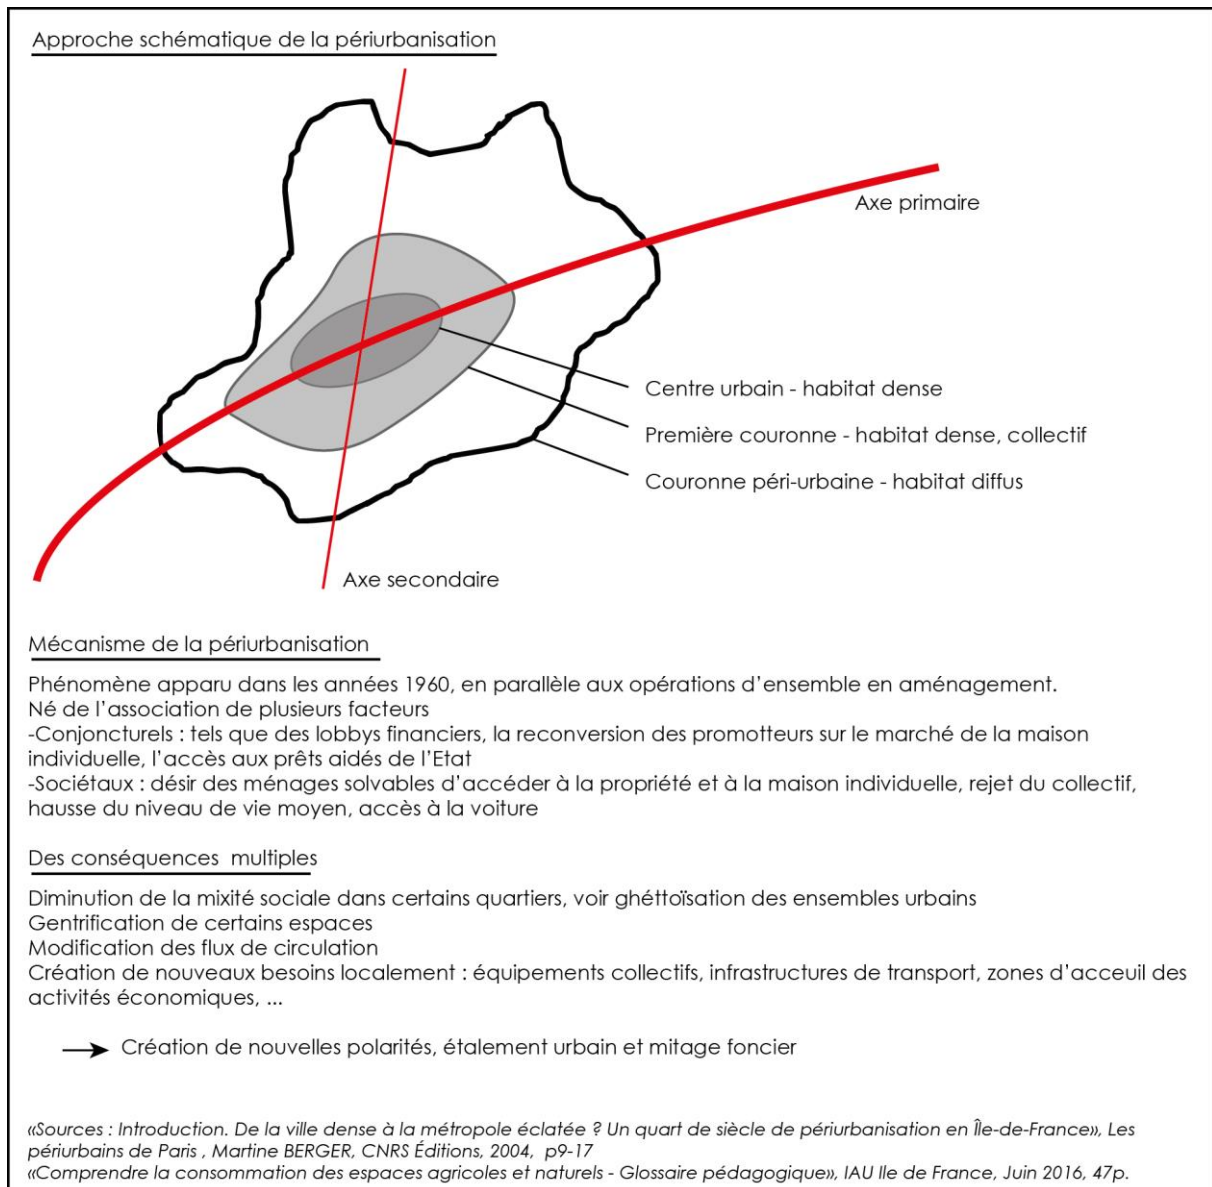 Approche schématique de la périurbanisation
Axe primaire
Centre urbain - habitat dense
Première couronne - habitat dense, collectif
Couronne péri-urbaine - habitat diffus
Axe secondaire
Mécanisme de la périurbanisation
Phénomène apparu dans les années 1960, en parallèle aux opérations d'ensemble en aménagement.
Né de l'association de plusieurs facteurs
-Conjoncturels : tels que des lobbys financiers, la reconversion des promotteurs sur le marché de la maison
individuelle, l'accès aux prêts aidés de l'Etat
-Sociétaux : désir des ménages solvables d'accéder à la propriété et à la maison individuelle, rejet du collectif,
hausse du niveau de vie moyen, accès à la voiture
Des conséquences multiples
Diminution de la mixité sociale dans certains quartiers, voir ghéttoïsation des ensembles urbains
Gentrification de certains espaces
Modification des flux de circulation
Création de nouveaux besoins localement : équipements collectifs, infrastructures de transport, zones d'acceuil des
activités économiques, ...
Création de nouvelles polarités, étalement urbain et mitage foncier
«Sources : Introduction. De la ville dense à la métropole éclatée ? Un quart de siècle de périurbanisation en Île-de-France», Les
périurbains de Paris , Martine BERGER, CNRS Éditions, 2004, p9-17
«Comprendre la consommation des espaces agricoles et naturels - Glossaire pédagogique», IAU Ile de France, Juin 2016, 47p.